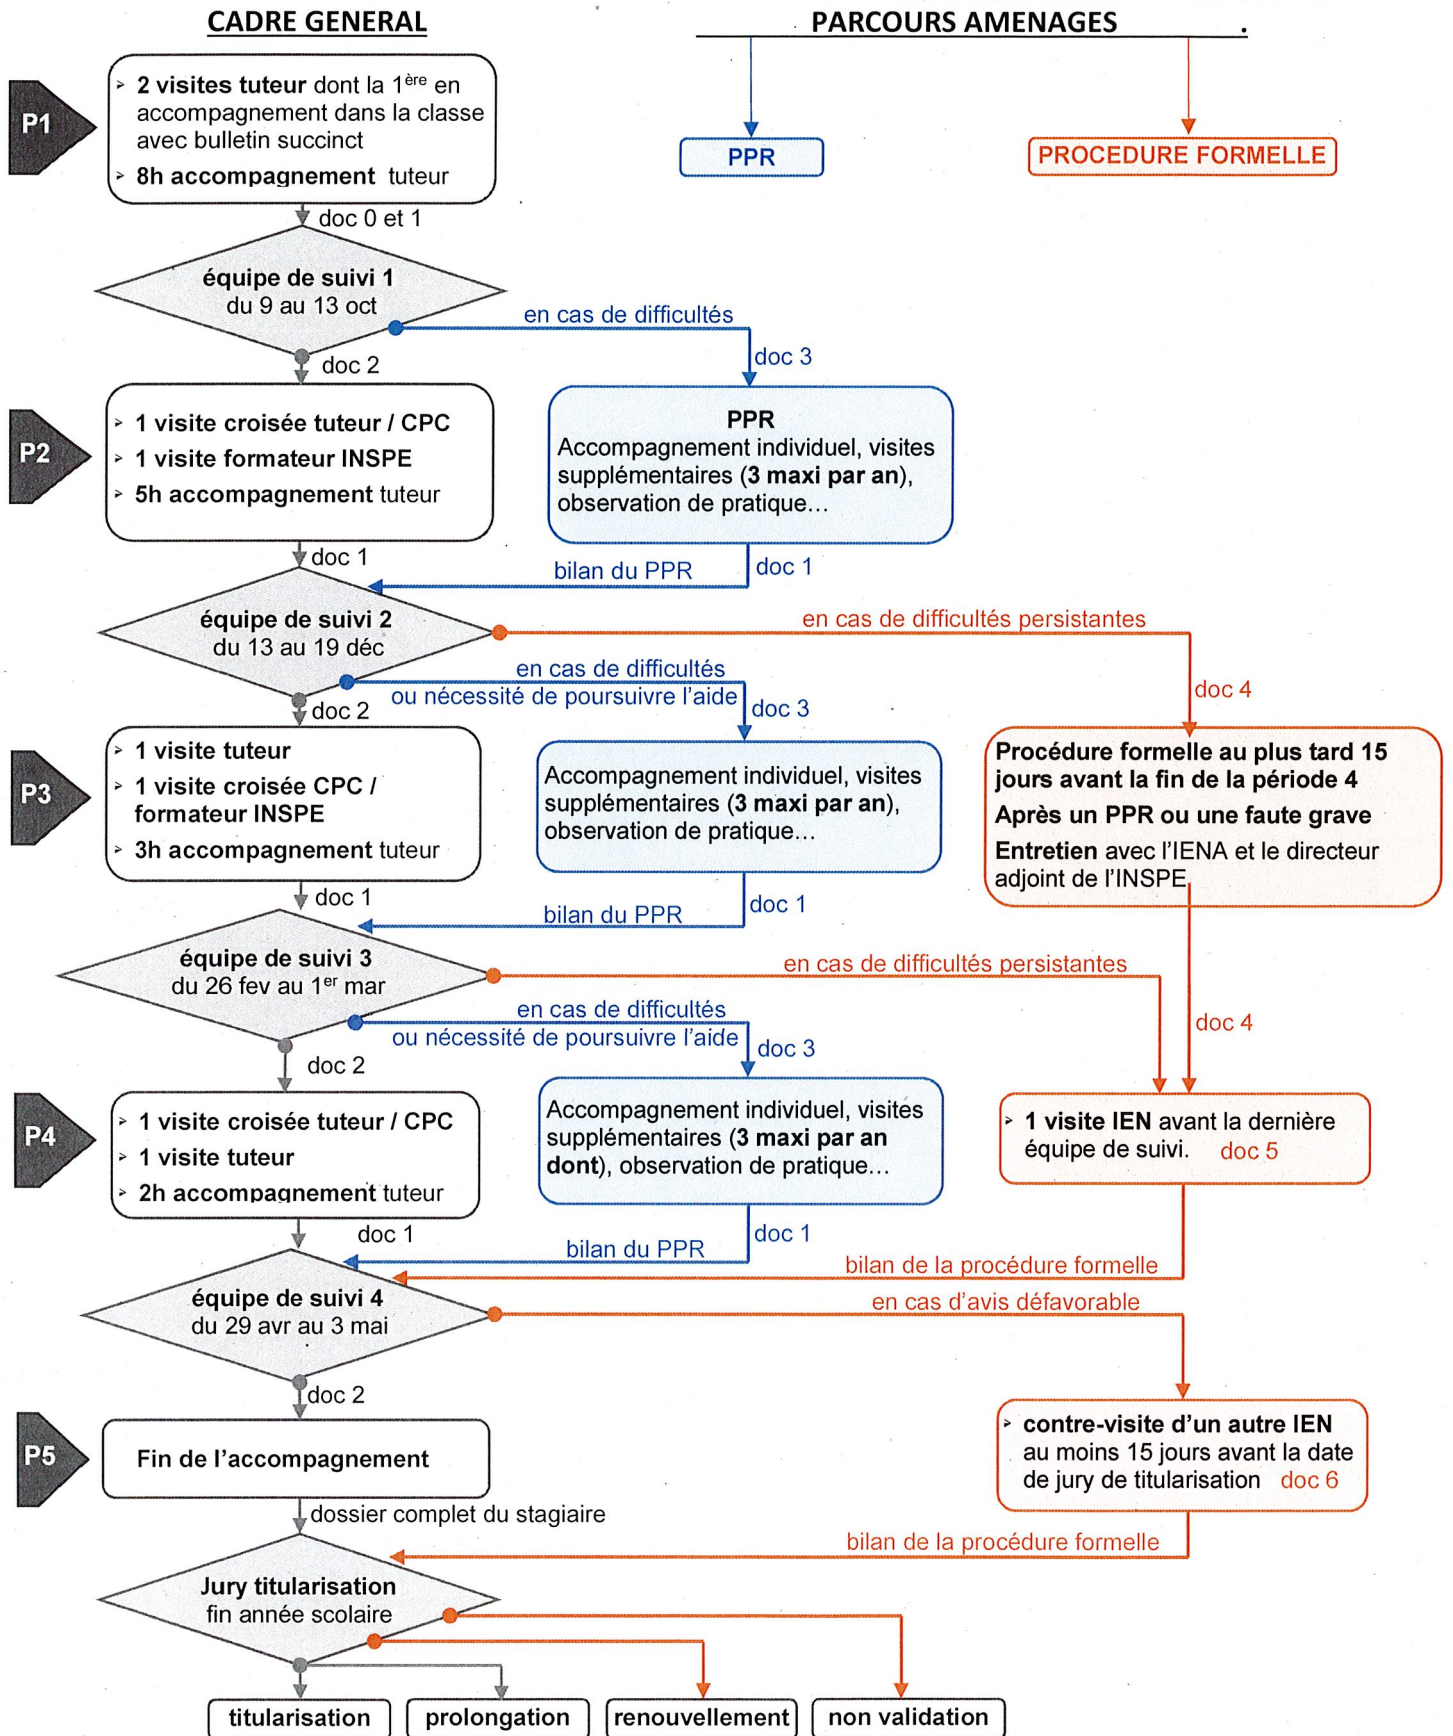 CADRE GENERAL
PARCOURS AMENAGES .
P1
➢ 2 visites tuteur dont la 1ère en
accompagnement dans la classe
avec bulletin succinct
➢ 8h accompagnement tuteur
PPR
PROCEDURE FORMELLE
doc 0 et 1
équipe de suivi 1
du 9 au 13 oct
en cas de difficultés
doc 2
doc 3
P2
➢ 1 visite croisée tuteur / CPC
➢ 1 visite formateur INSPE
➢ 5h accompagnement tuteur
PPR
Accompagnement individuel, visites
supplémentaires (3 maxi par an),
observation de pratique…
doc 1
bilan du PPR
doc 1
équipe de suivi 2
du 13 au 19 déc
en cas de difficultés persistantes
en cas de difficultés
ou nécessité de poursuivre l'aide
doc 2
doc 3
doc 4
P3
➢ 1 visite tuteur
➢ 1 visite croisée CPC /
formateur INSPE
➢ 3h accompagnement tuteur
Accompagnement individuel, visites
supplémentaires (3 maxi par an),
observation de pratique…
Procédure formelle au plus tard 15
jours avant la fin de la période 4
Après un PPR ou une faute grave
Entretien avec l'IENA et le directeur
adjoint de l'INSPE
doc 1
bilan du PPR
doc 1
équipe de suivi 3
du 26 fev au 1er mar
en cas de difficultés persistantes
en cas de difficultés
ou nécessité de poursuivre l'aide
doc 2
doc 3
doc 4
P4
➢ 1 visite croisée tuteur / CPC
➢ 1 visite tuteur
➢ 2h accompagnement tuteur
Accompagnement individuel, visites
supplémentaires (3 maxi par an
dont), observation de pratique…
➢ 1 visite IEN avant la dernière
équipe de suivi. doc 5
doc 1
bilan du PPR
doc 1
bilan de la procédure formelle
équipe de suivi 4
du 29 avr au 3 mai
en cas d'avis défavorable
doc 2
P5
Fin de l'accompagnement
➢ contre-visite d'un autre IEN
au moins 15 jours avant la date
de jury de titularisation doc 6
dossier complet du stagiaire
bilan de la procédure formelle
Jury titularisation
fin année scolaire
titularisation
prolongation
renouvellement
non validation